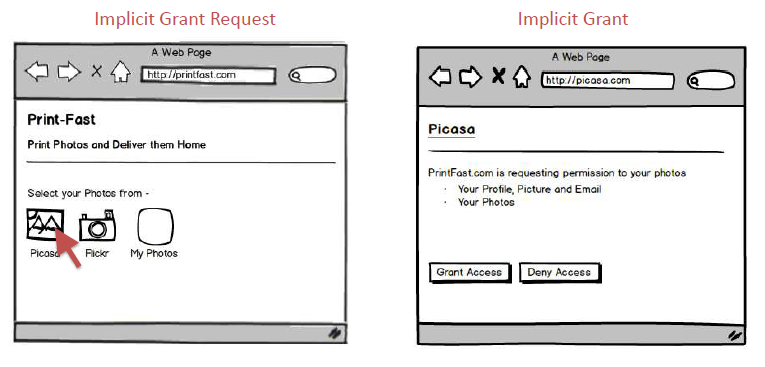 Implicit Grant Request
A Web Page
http://printfast.com
Print-Fast
Print Photos and Deliver them Home
Select your Photos from -
Picasa Flickr My Photos
Implicit Grant
A Web Page
http://picasa.com
Picasa
PrintFast.com is requesting permission to your photos
· Your Profile, Picture and Email
· Your Photos
Grant Access Deny Access